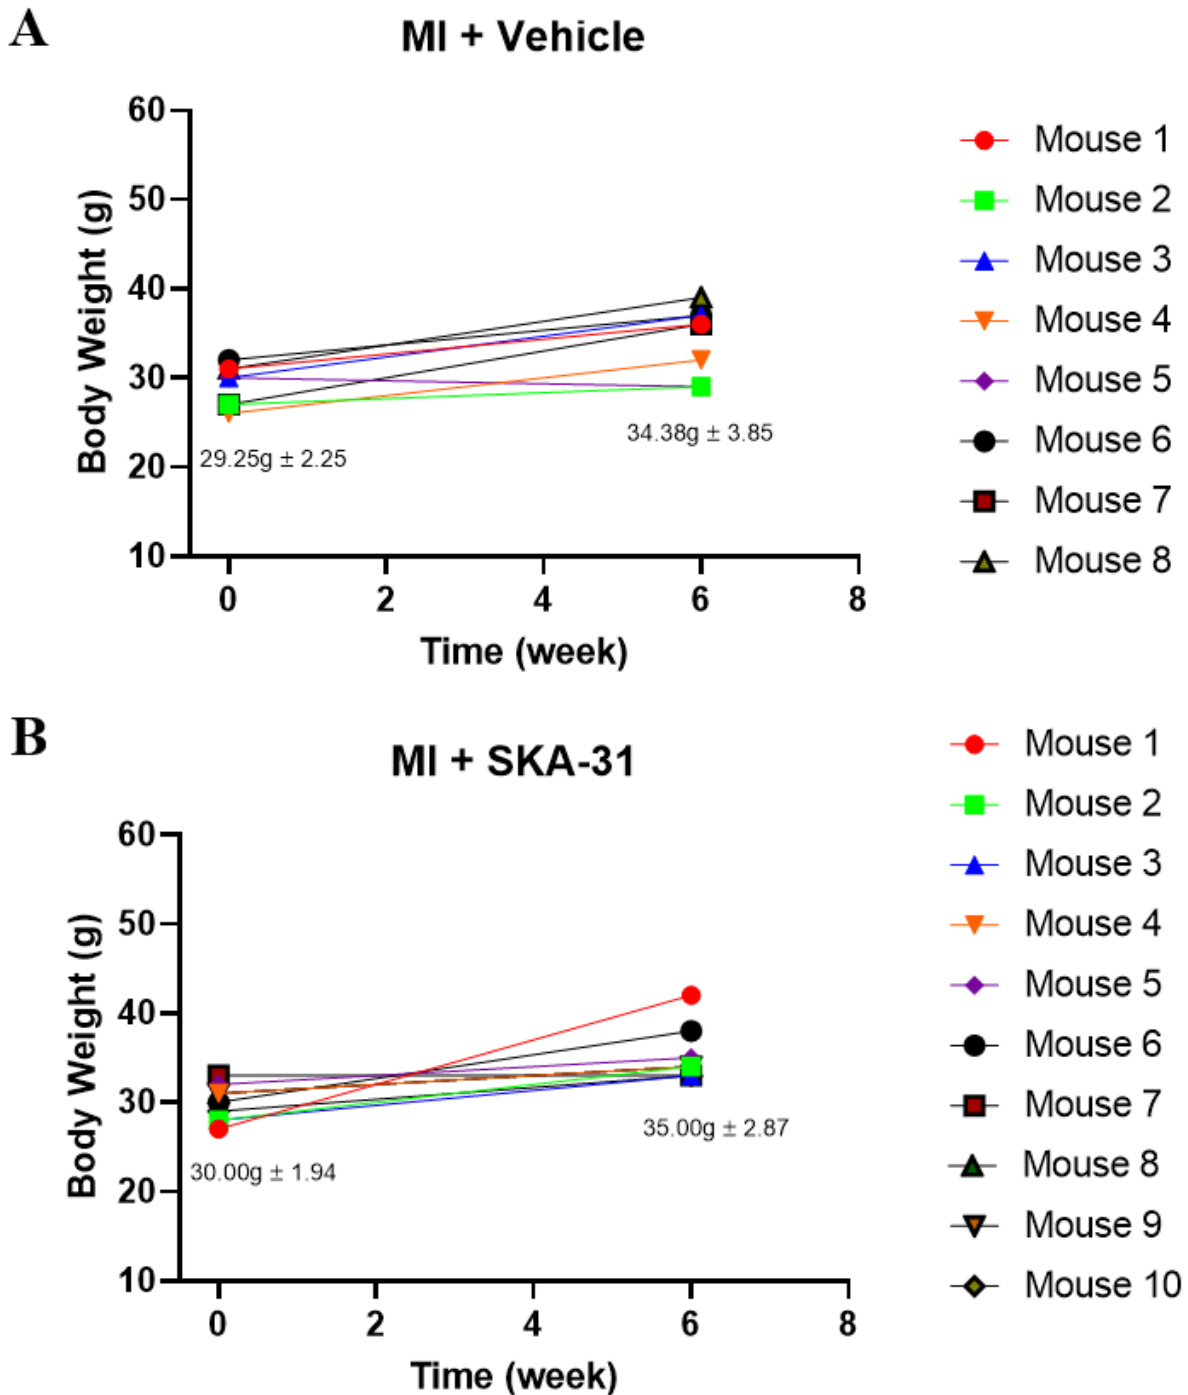 A
MI + Vehicle
60
50
40
30
20
10
Body Weight (g)
29.25g ± 2.25
34.38g ± 3.85
0 2 4 6 8
Time (week)
Mouse 1
Mouse 2
Mouse 3
Mouse 4
Mouse 5
Mouse 6
Mouse 7
Mouse 8
B
MI + SKA-31
60
50
40
30
20
10
Body Weight (g)
30.00g ± 1.94
35.00g ± 2.87
0 2 4 6 8
Time (week)
Mouse 1
Mouse 2
Mouse 3
Mouse 4
Mouse 5
Mouse 6
Mouse 7
Mouse 8
Mouse 9
Mouse 10